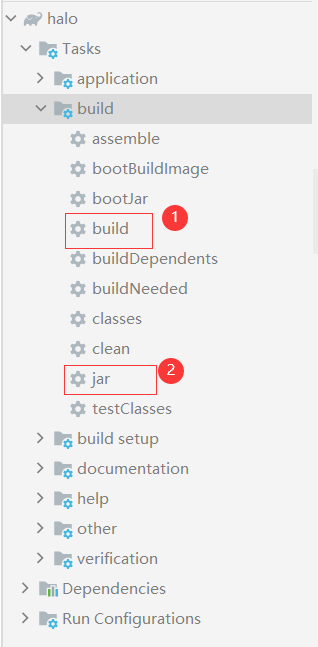 halo
Tasks
application
build
assemble
bootBuildImage
bootJar
build 1
buildDependents
buildNeeded
classes
clean
jar 2
testClasses
build setup
documentation
help
other
verification
Dependencies
Run Configurations